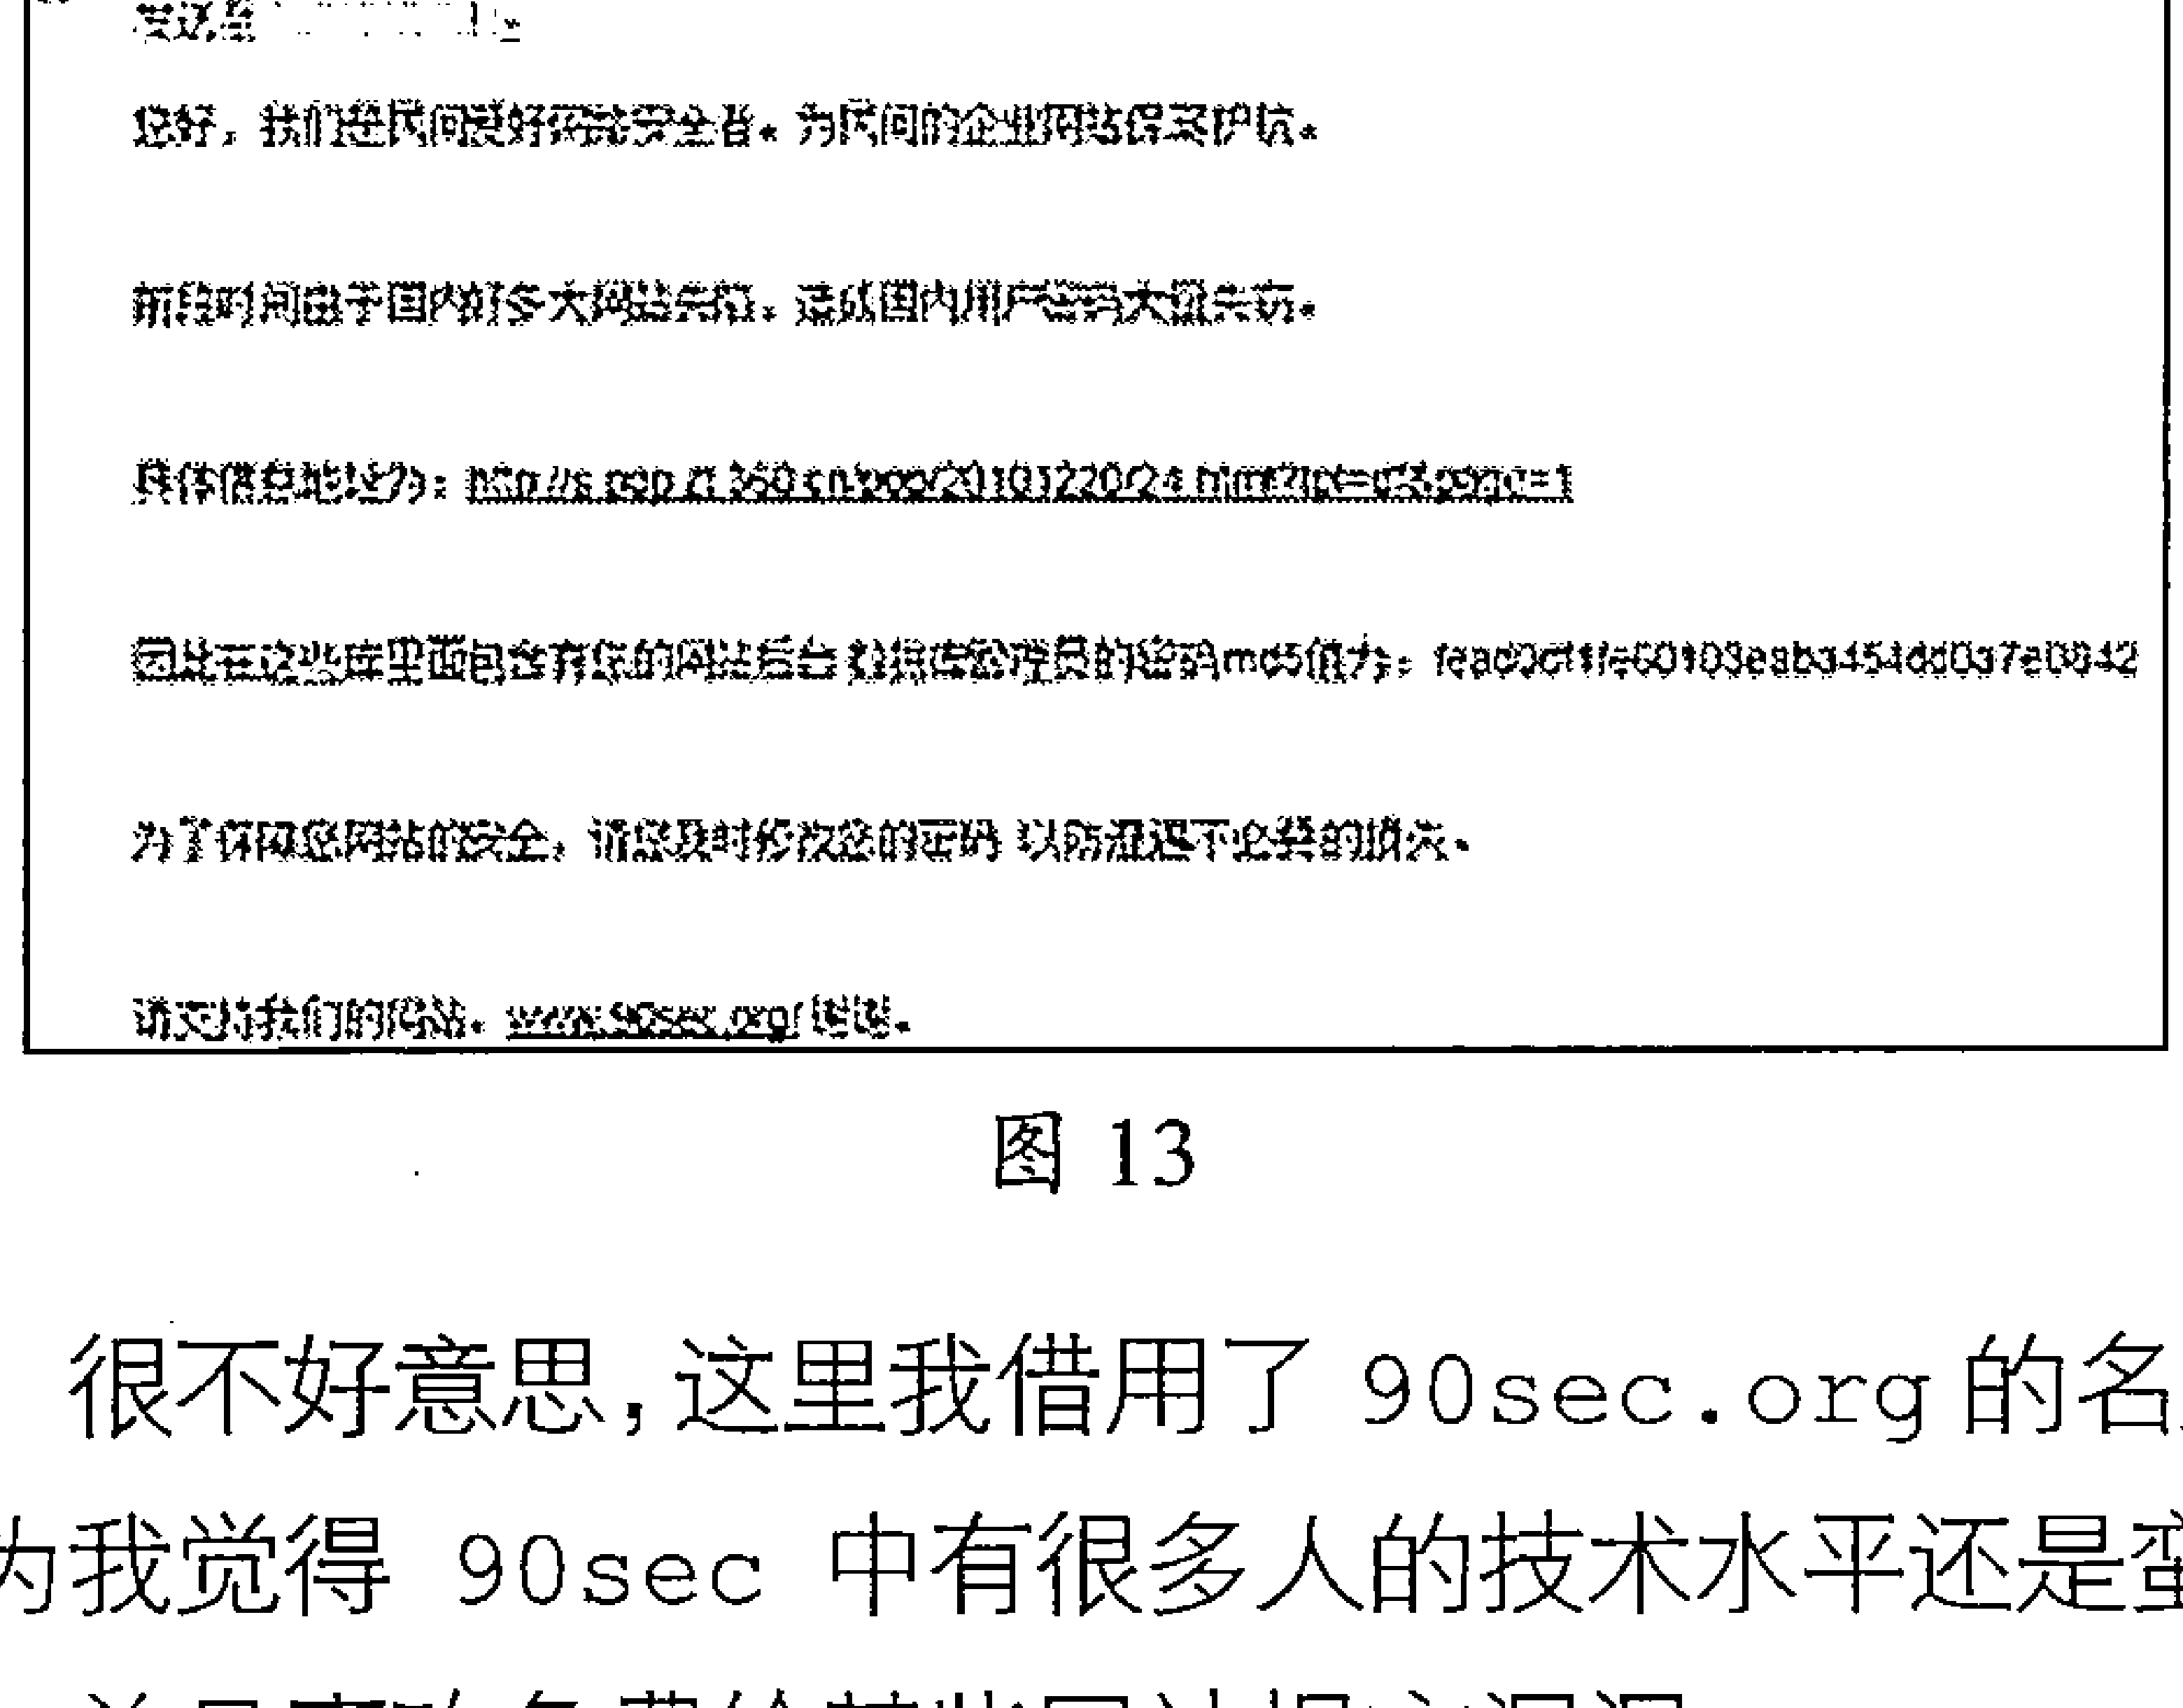 您好，我们是民间爱好网站安全者。为民间的企业网站保驾护航。
前段时间由于国内好多大网站失陷，造成国内用户密码大量失窃。
具体信息地址为：
因此在这些库里面包含有您的网站后台 数据库管理员的密码md5值为：
为了保障您网站的安全，请您及时修改您的密码 以防造成不必要的损失。
请支持我们的网站。www.90sec.org 谢谢。
图 13
很不好意思，这里我借用了 90sec.org 的名
为我觉得 90sec 中有很多人的技术水平还是